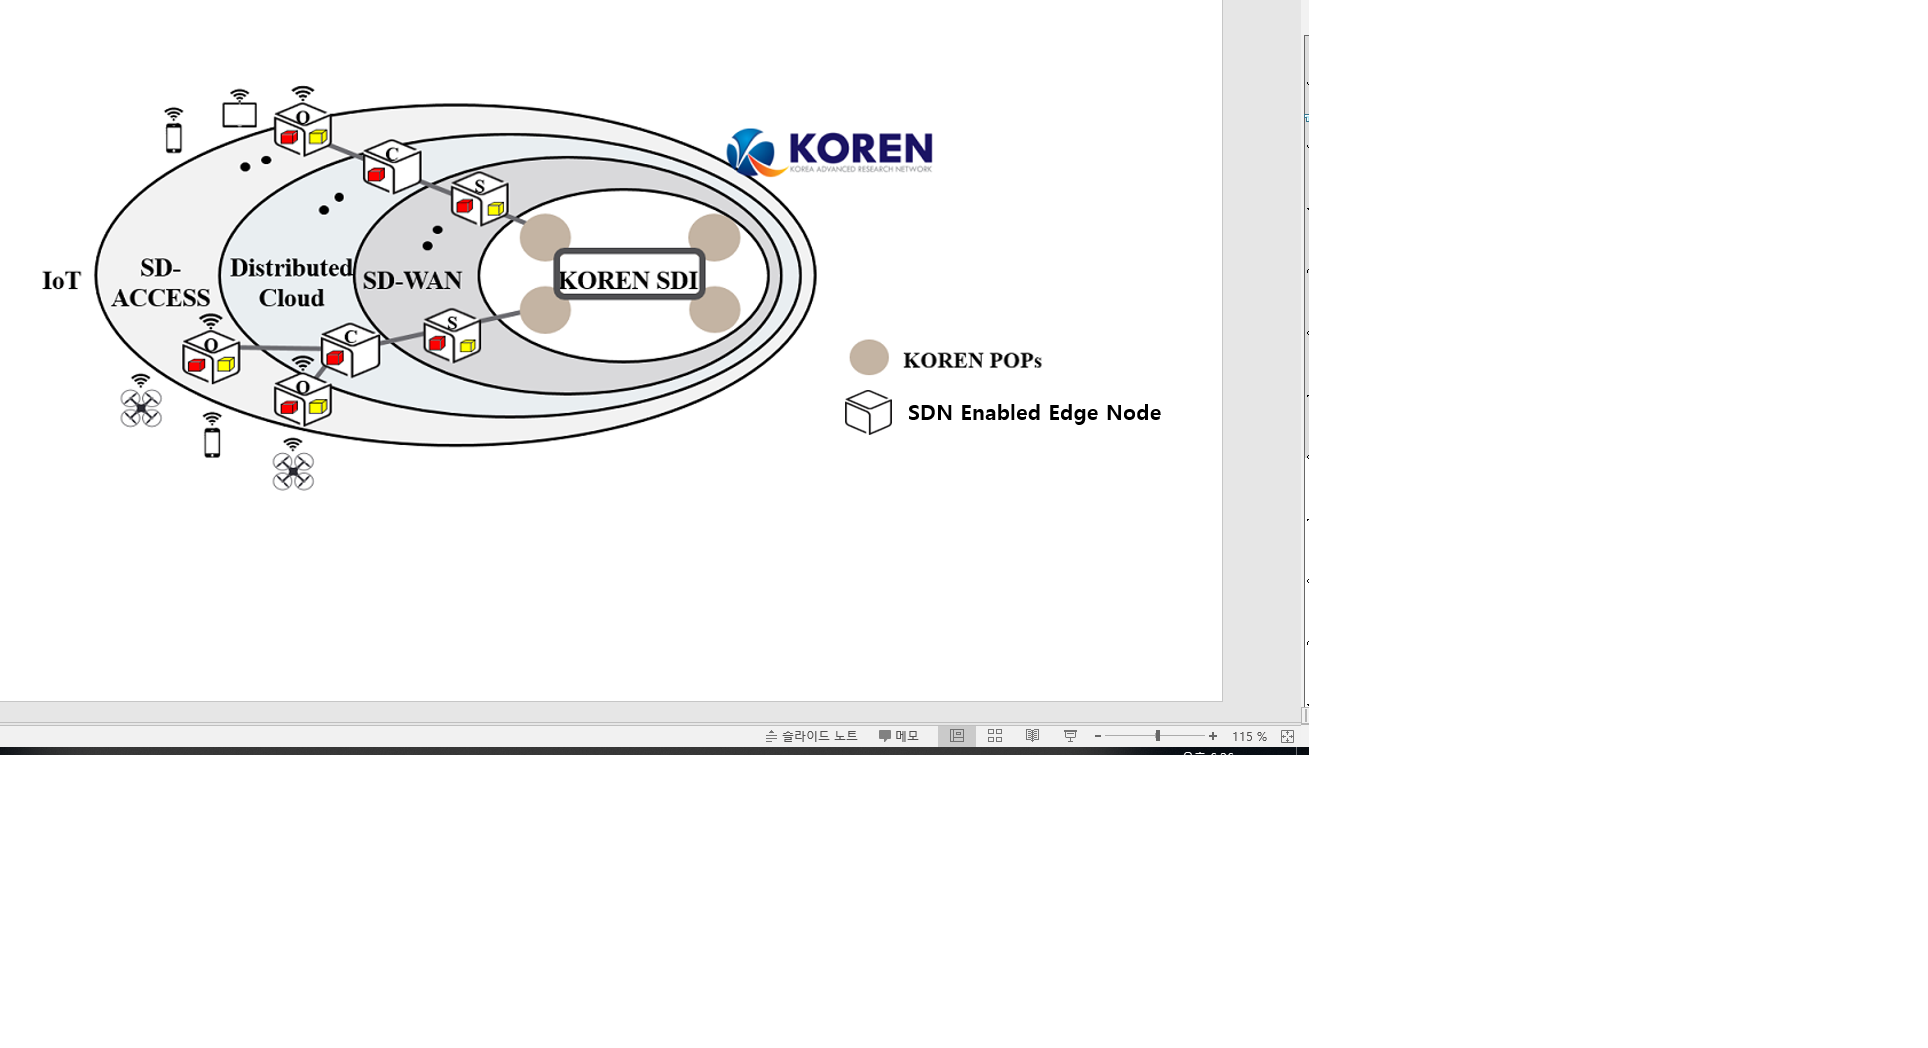 O
C
S
KOREN
KOREA ADVANCED RESEARCH NETWORK
IoT
SD-
ACCESS
Distributed
Cloud
SD-WAN
KOREN SDI
O
C
S
O
KOREN POPs
SDN Enabled Edge Node
슬라이드 노트
메모
115 %